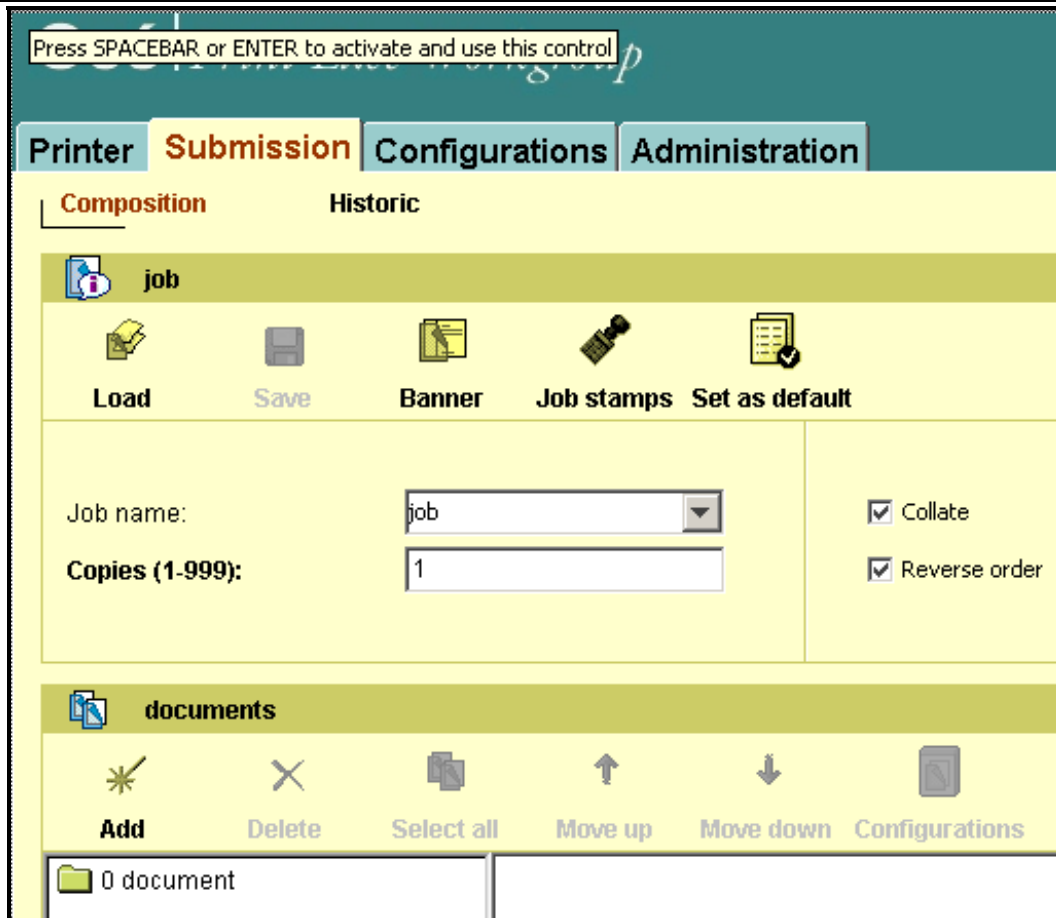 Press SPACEBAR or ENTER to activate and use this control
Printer Submission Configurations Administration
Composition Historic
job
Load Save Banner Job stamps Set as default
Job name: job Collate
Copies (1-999): 1 Reverse order
documents
Add Delete Select all Move up Move down Configurations
0 document